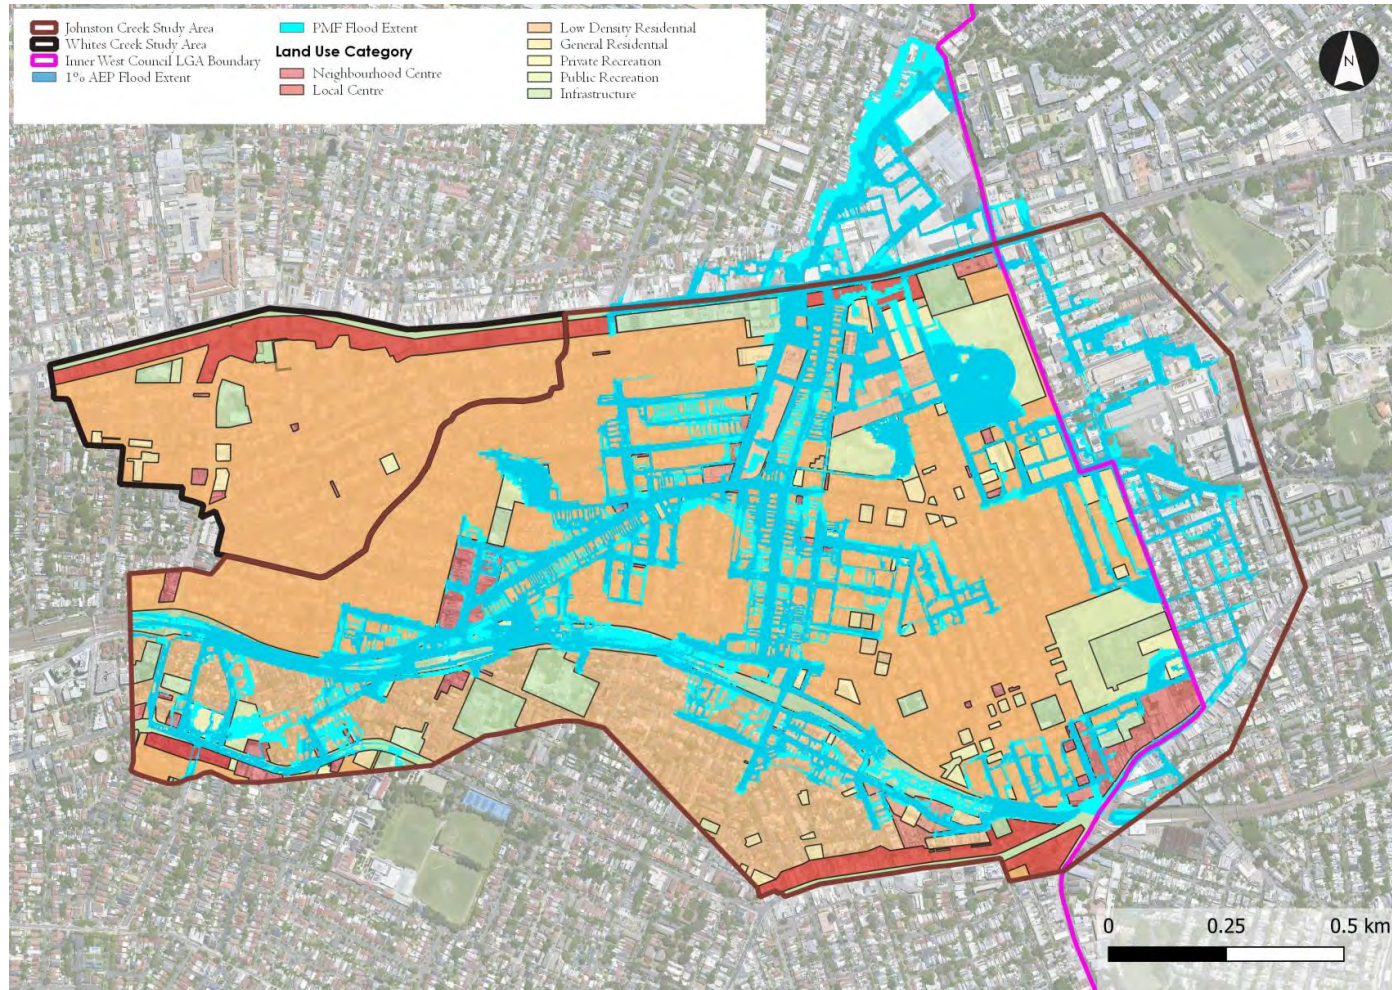 Johnston Creek Study Area
Whites Creek Study Area
Inner West Council LGA Boundary
1% AEP Flood Extent
PMF Flood Extent
Land Use Category
Neighbourhood Centre
Local Centre
Low Density Residential
General Residential
Private Recreation
Public Recreation
Infrastructure
N
0 0.25 0.5 km